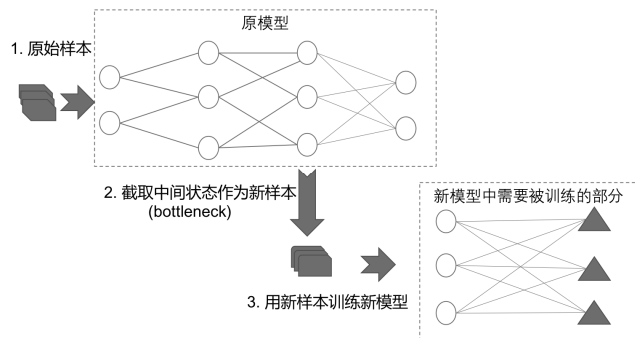 原模型
1. 原始样本
2. 截取中间状态作为新样本
(bottleneck)
新模型中需要被训练的部分
3. 用新样本训练新模型